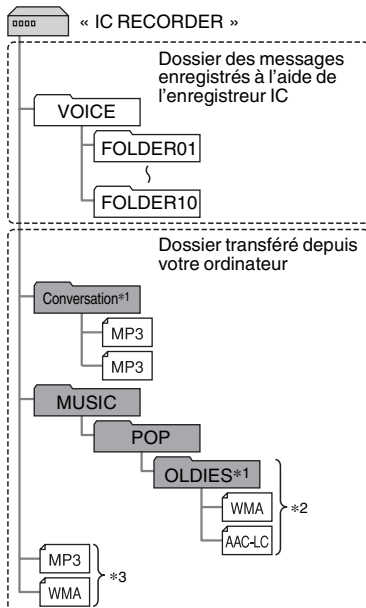 « IC RECORDER »
Dossier des messages
enregistrés à l'aide de
l'enregistreur IC
VOICE
FOLDER01
FOLDER10
Dossier transféré depuis
votre ordinateur
Conversation*1
MP3
MP3
MUSIC
POP
OLDIES*1
WMA
*2
AAC-LC
MP3
*3
WMA